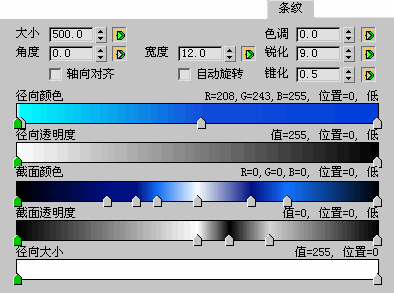 条纹
大小 500.0 色调 0.0
角度 0.0 宽度 12.0 锐化 9.0
轴向对齐 自动旋转 锥化 0.5
径向颜色 R=208,G=243,B=255, 位置=0, 低
径向透明度 值=255, 位置=0, 低
截面颜色 R=0,G=0,B=0, 位置=0, 低
截面透明度 值=0, 位置=0, 低
径向大小 值=255, 位置=0